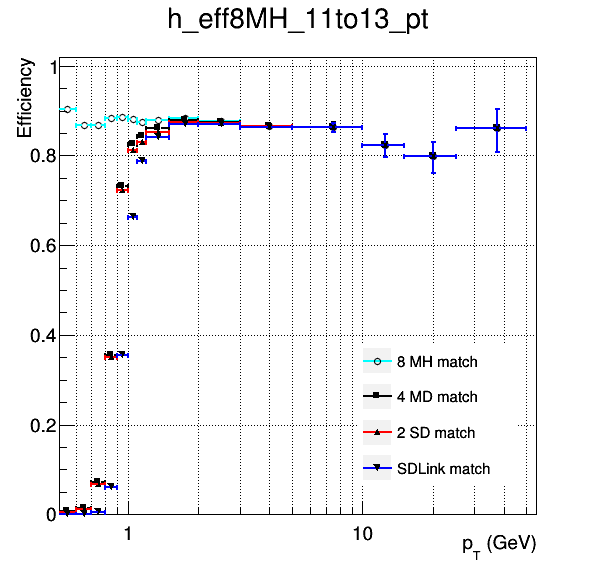 h_eff8MH_11to13_pt
Efficiency
1
0.8
0.6
0.4
0.2
0
8 MH match
4 MD match
2 SD match
SDLink match
1
10
p_T (GeV)